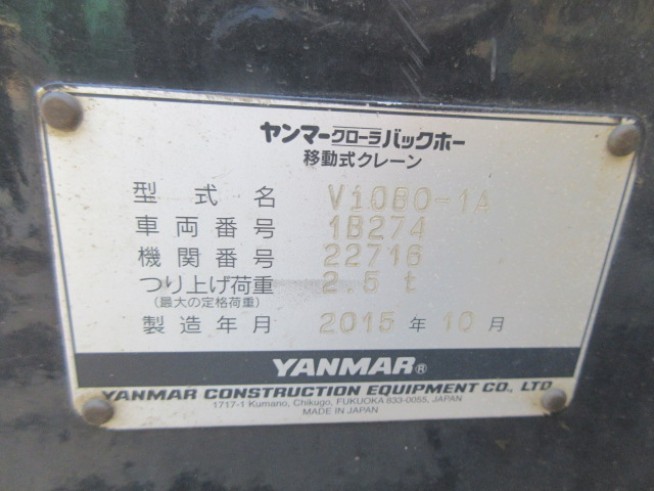 ヤンマークローラバックホー
移動式クレーン
型式名 ViO80-1A
車両番号 1B274
機関番号 22716
つり上げ荷重 2.5 t
(最大の定格荷重)
製造年月 2015 年 10 月
YANMAR®
YANMAR CONSTRUCTION EQUIPMENT CO., LTD
1717-1 Kumano, Chikugo, FUKUOKA 833-0055, JAPAN
MADE IN JAPAN